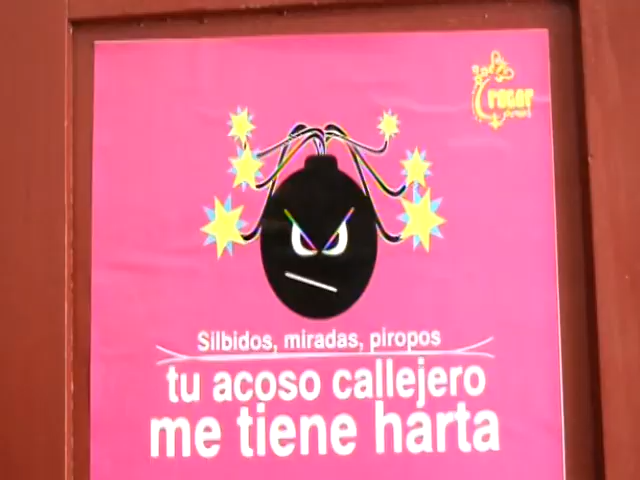 Silbidos, miradas, piropos
tu acoso callejero
me tiene harta